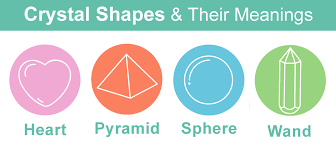 Crystal Shapes & Their Meanings
Heart Pyramid Sphere Wand